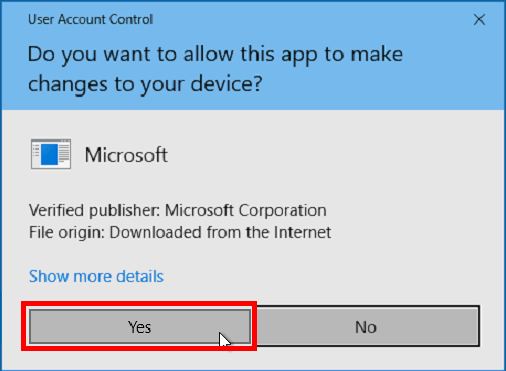 User Account Control
Do you want to allow this app to make
changes to your device?
Microsoft
Verified publisher: Microsoft Corporation
File origin: Downloaded from the Internet
Show more details
Yes
No